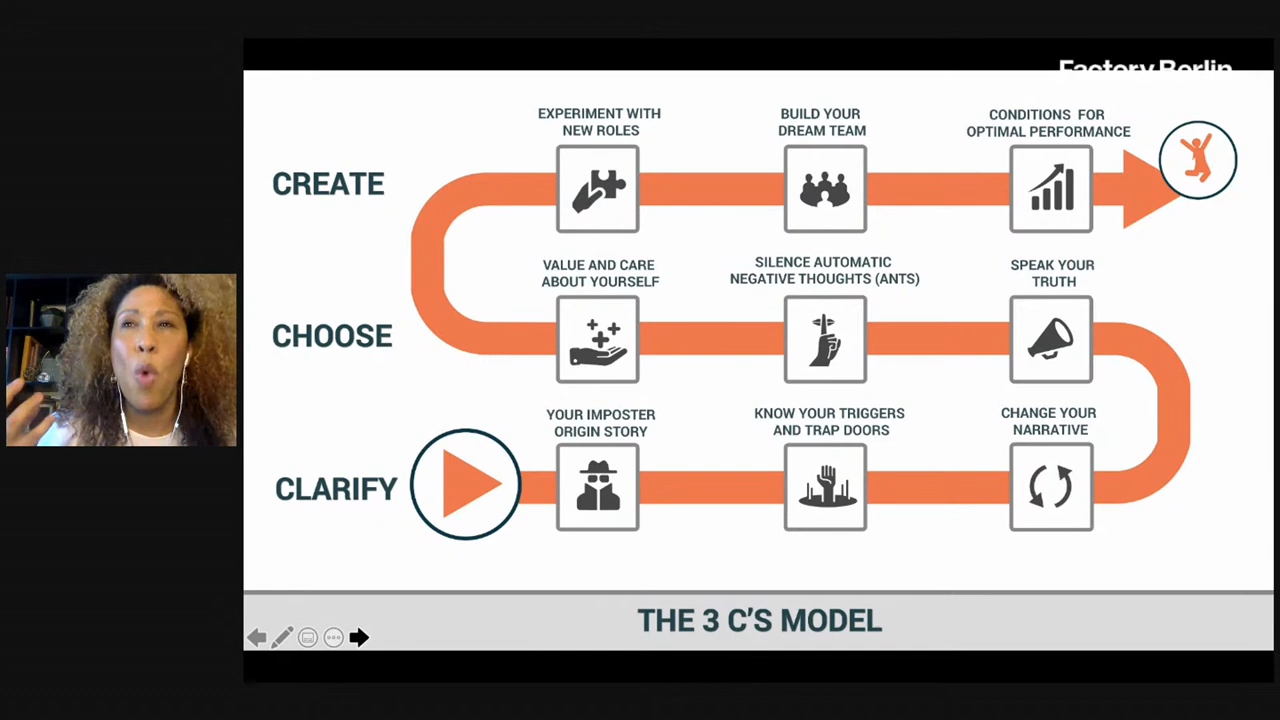 Factory Berlin
EXPERIMENT WITH
NEW ROLES
BUILD YOUR
DREAM TEAM
CONDITIONS FOR
OPTIMAL PERFORMANCE
CREATE
VALUE AND CARE
ABOUT YOURSELF
SILENCE AUTOMATIC
NEGATIVE THOUGHTS (ANTS)
SPEAK YOUR
TRUTH
CHOOSE
YOUR IMPOSTER
ORIGIN STORY
KNOW YOUR TRIGGERS
AND TRAP DOORS
CHANGE YOUR
NARRATIVE
CLARIFY
THE 3 C'S MODEL